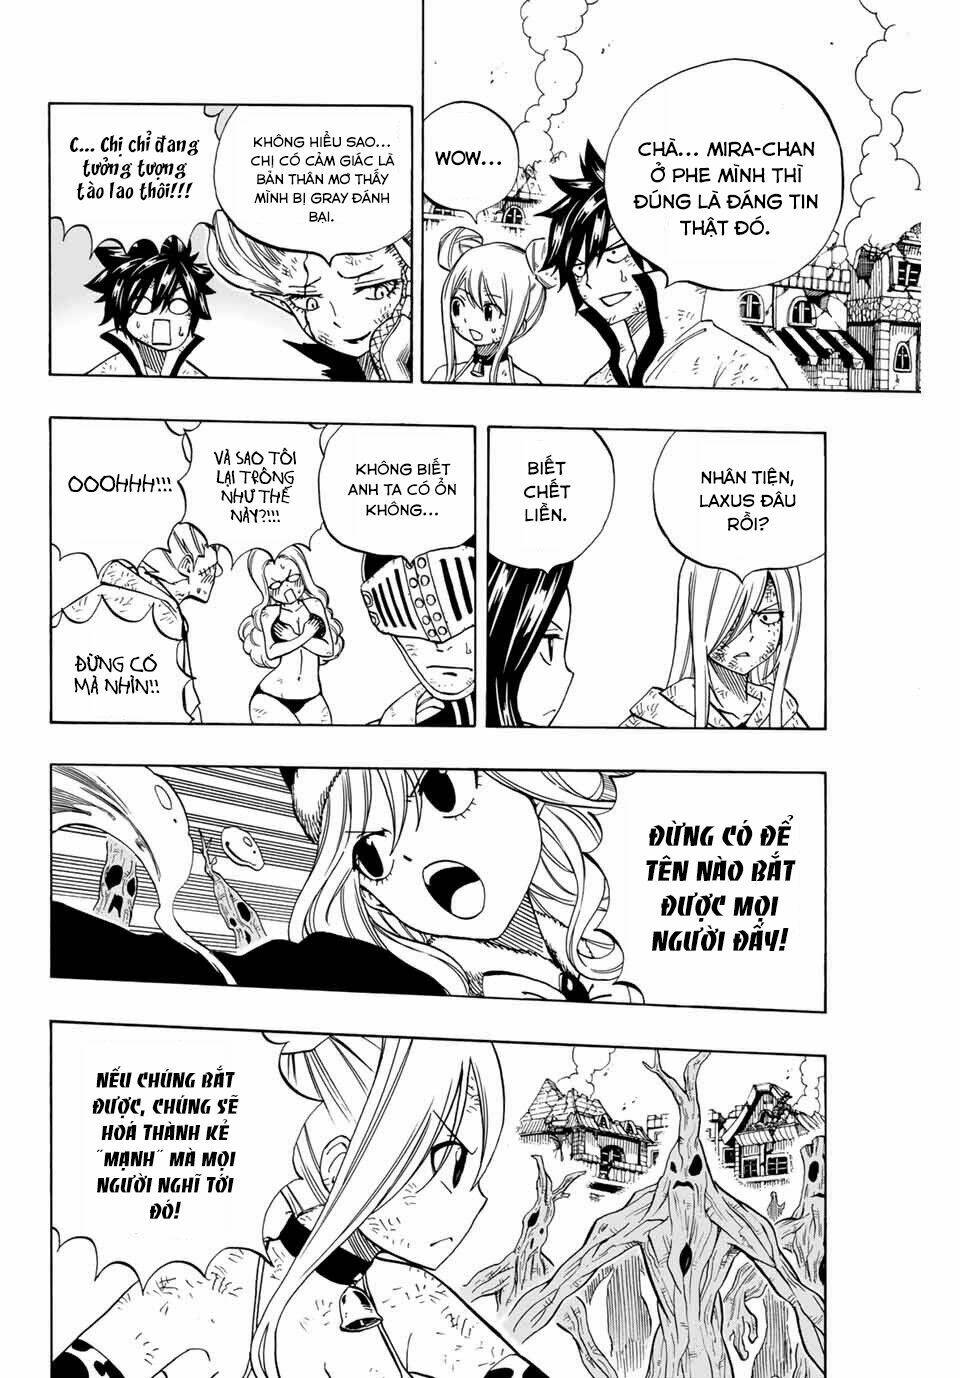 CHÀ... MIRA-CHAN
Ở PHE MÌNH THÌ
ĐÚNG LÀ ĐÁNG TIN
THẬT ĐÓ.
WOW...
KHÔNG HIỂU SAO...
CHỊ CÓ CẢM GIÁC LÀ
BẢN THÂN MƠ THẤY
MÌNH BỊ GRAY ĐÁNH
BẠI.
C... Chị chỉ đang
tưởng tượng
tào lao thôi!!!
NHÂN TIỆN,
LAXUS ĐÂU
RỒI?
BIẾT
CHẾT
LIỀN.
KHÔNG BIẾT
ANH TA CÓ ỔN
KHÔNG...
VÀ SAO TÔI
LẠI TRÔNG
NHƯ THẾ
NÀY?!!!
OOOHHH!!!
ĐỪNG CÓ
MÀ NHÌN!!
ĐỪNG CÓ ĐỂ
TÊN NÀO BẮT
ĐƯỢC MỌI
NGƯỜI ĐẤY!
NẾU CHÚNG BẮT
ĐƯỢC, CHÚNG SẼ
HOÁ THÀNH KẺ
"MẠNH" MÀ MỌI
NGƯỜI NGHĨ TỚI
ĐÓ!